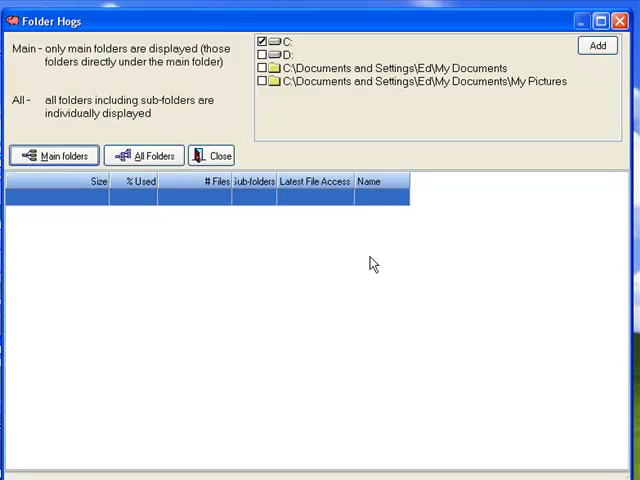 Folder Hogs
Main - only main folders are displayed (those
folders directly under the main folder)
All - all folders including sub-folders are
individually displayed
C:
D:
C:\Documents and Settings\Ed\My Documents
C:\Documents and Settings\Ed\My Documents\My Pictures
Add
Main folders
All Folders
Close
Size % Used # Files Sub-folders Latest File Access Name